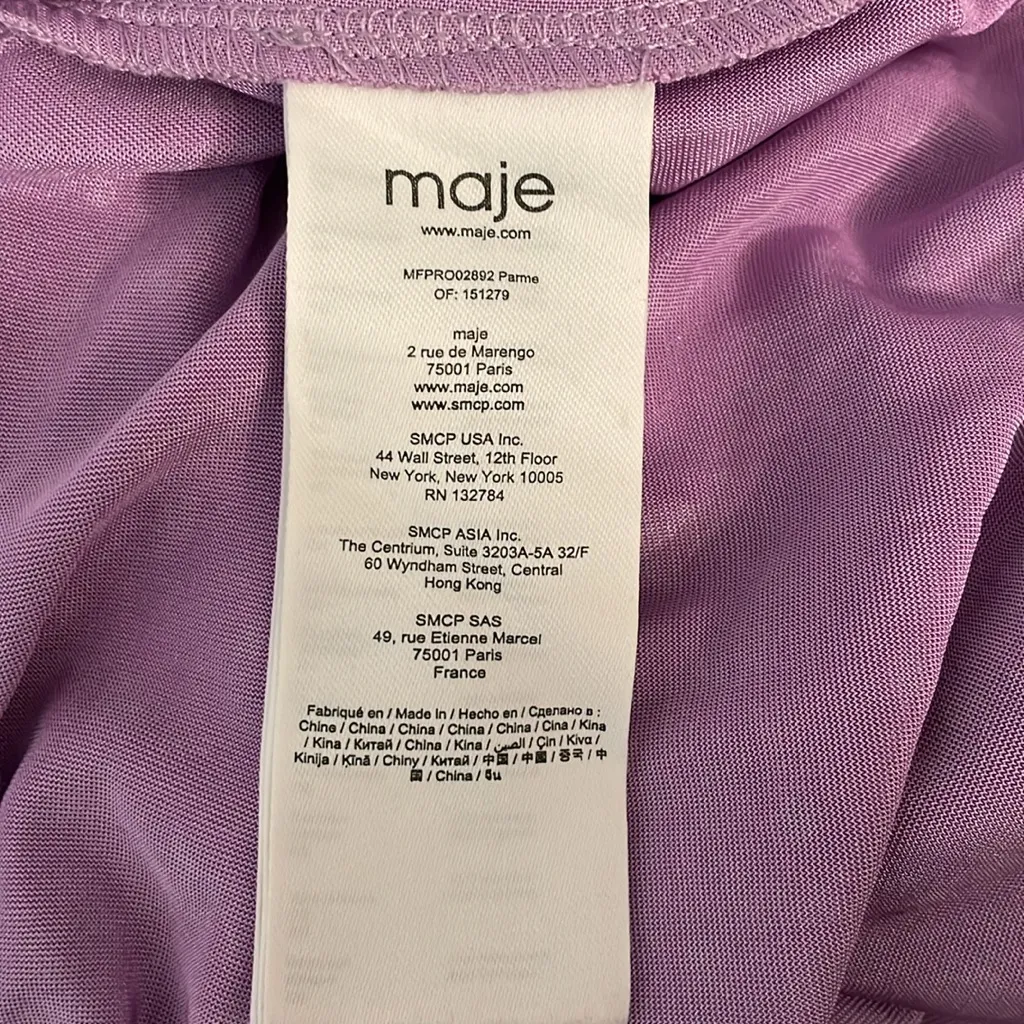 maje
www.maje.com
MFPRO02892 Parme
OF: 151279
maje
2 rue de Marengo
75001 Paris
www.maje.com
www.smcp.com
SMCP USA Inc.
44 Wall Street, 12th Floor
New York, New York 10005
RN 132784
SMCP ASIA Inc.
The Centrium, Suite 3203A-5A 32/F
60 Wyndham Street, Central
Hong Kong
SMCP SAS
49, rue Etienne Marcel
75001 Paris
France
Fabriqué en / Made In / Hecho en / Сделано в :
Chine / China / China / China / China / Cina / Kina
/ Kina / Китай / China / Kina / الصين / Çin / Kίνα /
Kinija / Ķīnā / Chiny / Китай / 中国 / 中國 / 중국 / 中
国 / China / จีน